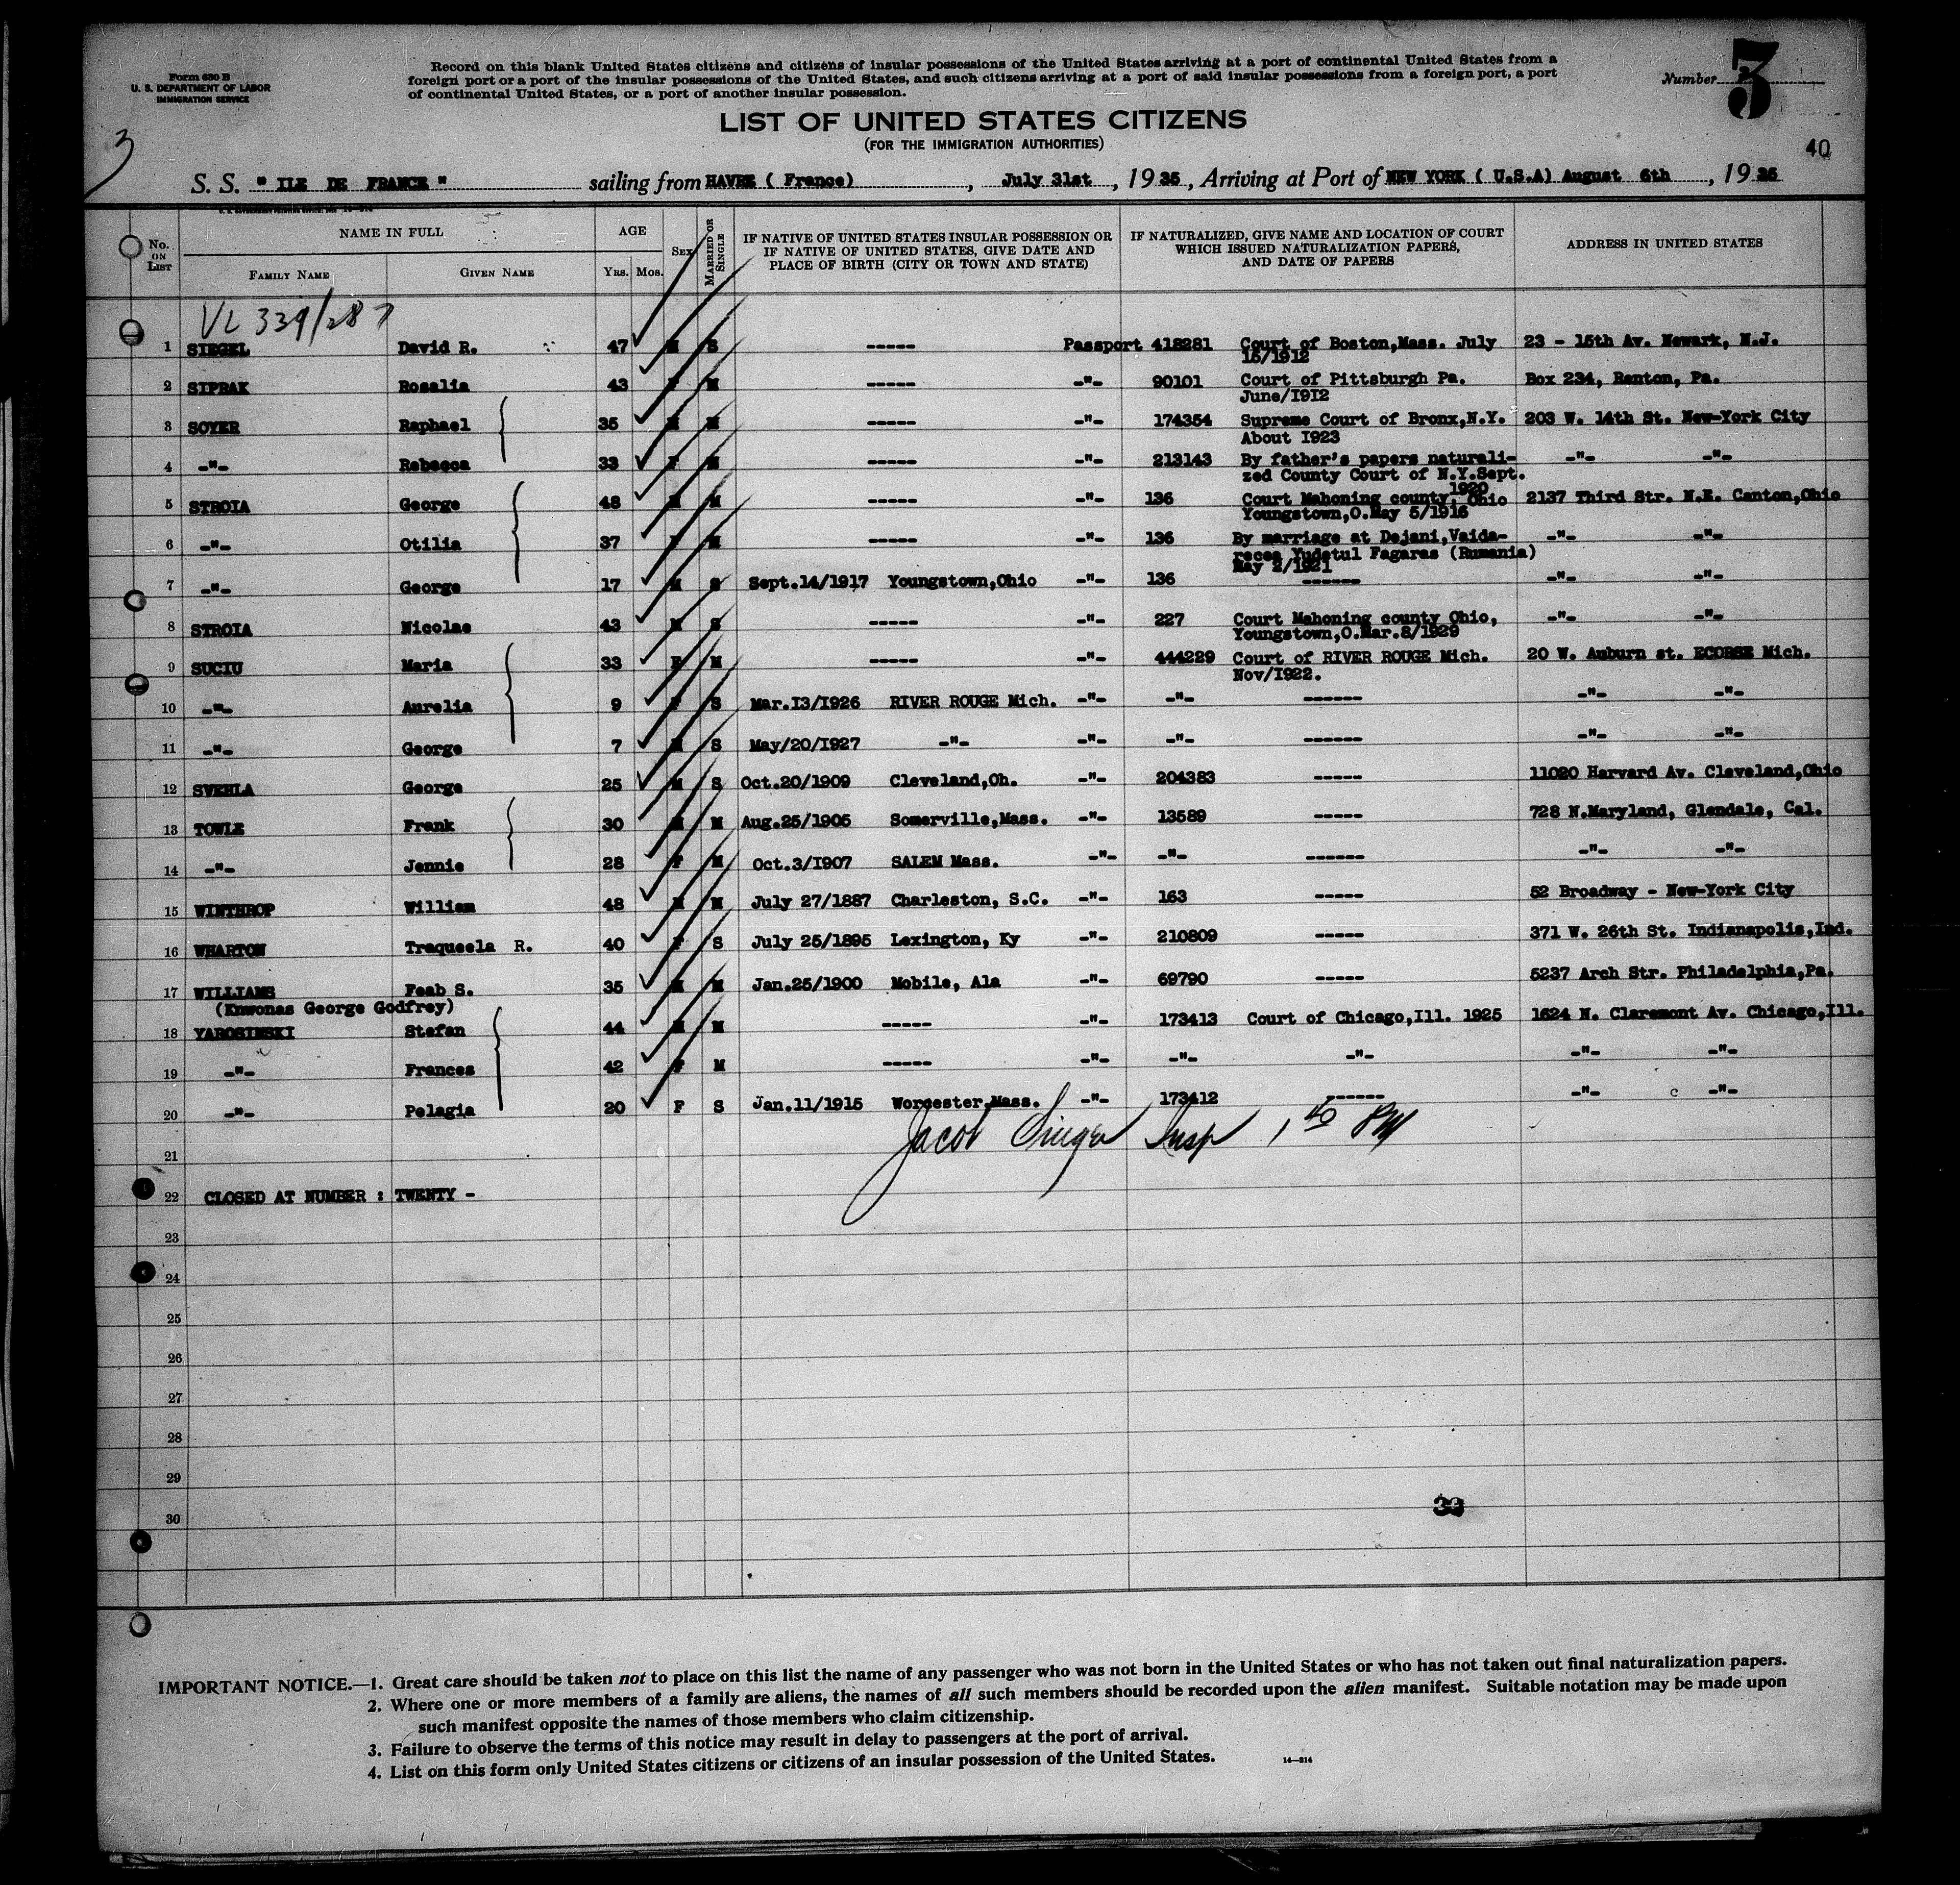 Form 630 B
U. S. DEPARTMENT OF LABOR
IMMIGRATION SERVICE
Record on this blank United States citizens and citizens of insular possessions of the United States arriving at a port of continental United States from a
foreign port or a port of the insular possessions of the United States, and such citizens arriving at a port of said insular possessions from a foreign port, a port
of continental United States, or a port of another insular possession.
Number 3
LIST OF UNITED STATES CITIZENS
(FOR THE IMMIGRATION AUTHORITIES)
3
40
S. S. " ILE DE FRANCE " sailing from HAVRE ( France) , July 31st , 1935 , Arriving at Port of NEW YORK ( U.S.A) August 6th , 1935
No. ON LIST
NAME IN FULL
FAMILY NAME GIVEN NAME
AGE
YRS. MOS.
SEX
MARRIED OR SINGLE
IF NATIVE OF UNITED STATES INSULAR POSSESSION OR
IF NATIVE OF UNITED STATES, GIVE DATE AND
PLACE OF BIRTH (CITY OR TOWN AND STATE)
IF NATURALIZED, GIVE NAME AND LOCATION OF COURT
WHICH ISSUED NATURALIZATION PAPERS,
AND DATE OF PAPERS
ADDRESS IN UNITED STATES
VL 339/287
1 SIEGEL David R. 47 M S ----- Passport 418281 Court of Boston,Mass. July 23 - 15th Av. Newark, N.J.
15/1912
2 SIPRAK Rosalia 43 F M ----- -"- 90101 Court of Pittsburgh Pa. Box 234, Renton, Pa.
June/1912
3 SOYER Raphael 35 M M ----- -"- 174354 Supreme Court of Bronx,N.Y. 203 W. 14th St. New-York City
About 1923
4 -"- Rebecca 33 F M ----- -"- 213143 By father's papers naturali- -"- -"-
zed County Court of N.Y.Sept.
1920
5 STROIA George 48 M M ----- -"- 136 Court Mahoning county, Ohio 2137 Third Str. N.E. Canton,Ohio
Youngstown,O.May 5/1916
6 -"- Otilia 37 F M ----- -"- 136 By marriage at Dejani,Vaida- -"- -"-
recea Yudetul Fagaras (Rumania)
May 2/1921
7 -"- George 17 M S Sept.14/1917 Youngstown,Ohio -"- 136 ------ -"- -"-
8 STROIA Nicolae 43 M S ----- -"- 227 Court Mahoning county Ohio, -"- -"-
Youngstown,O.Mar.8/1929
9 SUCIU Maria 33 F M ----- -"- 444229 Court of RIVER ROUGE Mich. 20 W. Auburn st. ECORSE Mich.
Nov/1922.
10 -"- Aurelia 9 F S Mar.13/1926 RIVER ROUGE Mich. -"- -"- ------ -"- -"-
11 -"- George 7 M S May/20/1927 -"- -"- -"- ------ -"- -"-
12 SVEHLA George 25 M S Oct.20/1909 Cleveland,Oh. -"- 204383 ----- 11020 Harvard Av. Cleveland,Ohio
13 TOWLE Frank 30 M M Aug.25/1905 Somerville,Mass. -"- 13589 ----- 728 N.Maryland, Glendale, Cal.
14 -"- Jennie 28 F M Oct.3/1907 SALEM Mass. -"- -"- ------ -"- -"-
15 WINTHROP William 48 M M July 27/1887 Charleston, S.C. -"- 163 ----- 52 Broadway - New-York City
16 WHARTON Traqueela R. 40 F S July 25/1895 Lexington, Ky -"- 210809 ----- 371 W. 26th St. Indianapolis,Ind.
17 WILLIAMS Feab S. 35 M M Jan.25/1900 Mobile, Ala -"- 69790 ----- 5237 Arch Str. Philadelphia,Pa.
(Knwonas George Godfrey)
18 YAROSINSKI Stefan 44 M M ----- -"- 173413 Court of Chicago,Ill. 1925 1624 N. Claremont Av. Chicago,Ill.
19 -"- Frances 42 F M ----- -"- -"- -"- -"- -"-
20 -"- Pelagia 20 F S Jan.11/1915 Worcester,Mass. -"- 173412 ------ -"- -"-
Jacob Singer Insp 1 40 PM
21
22 CLOSED AT NUMBER : TWENTY -
23
24
25
26
27
28
29
30
IMPORTANT NOTICE.—1. Great care should be taken not to place on this list the name of any passenger who was not born in the United States or who has not taken out final naturalization papers.
2. Where one or more members of a family are aliens, the names of all such members should be recorded upon the alien manifest. Suitable notation may be made upon
such manifest opposite the names of those members who claim citizenship.
3. Failure to observe the terms of this notice may result in delay to passengers at the port of arrival.
4. List on this form only United States citizens or citizens of an insular possession of the United States.
14—814